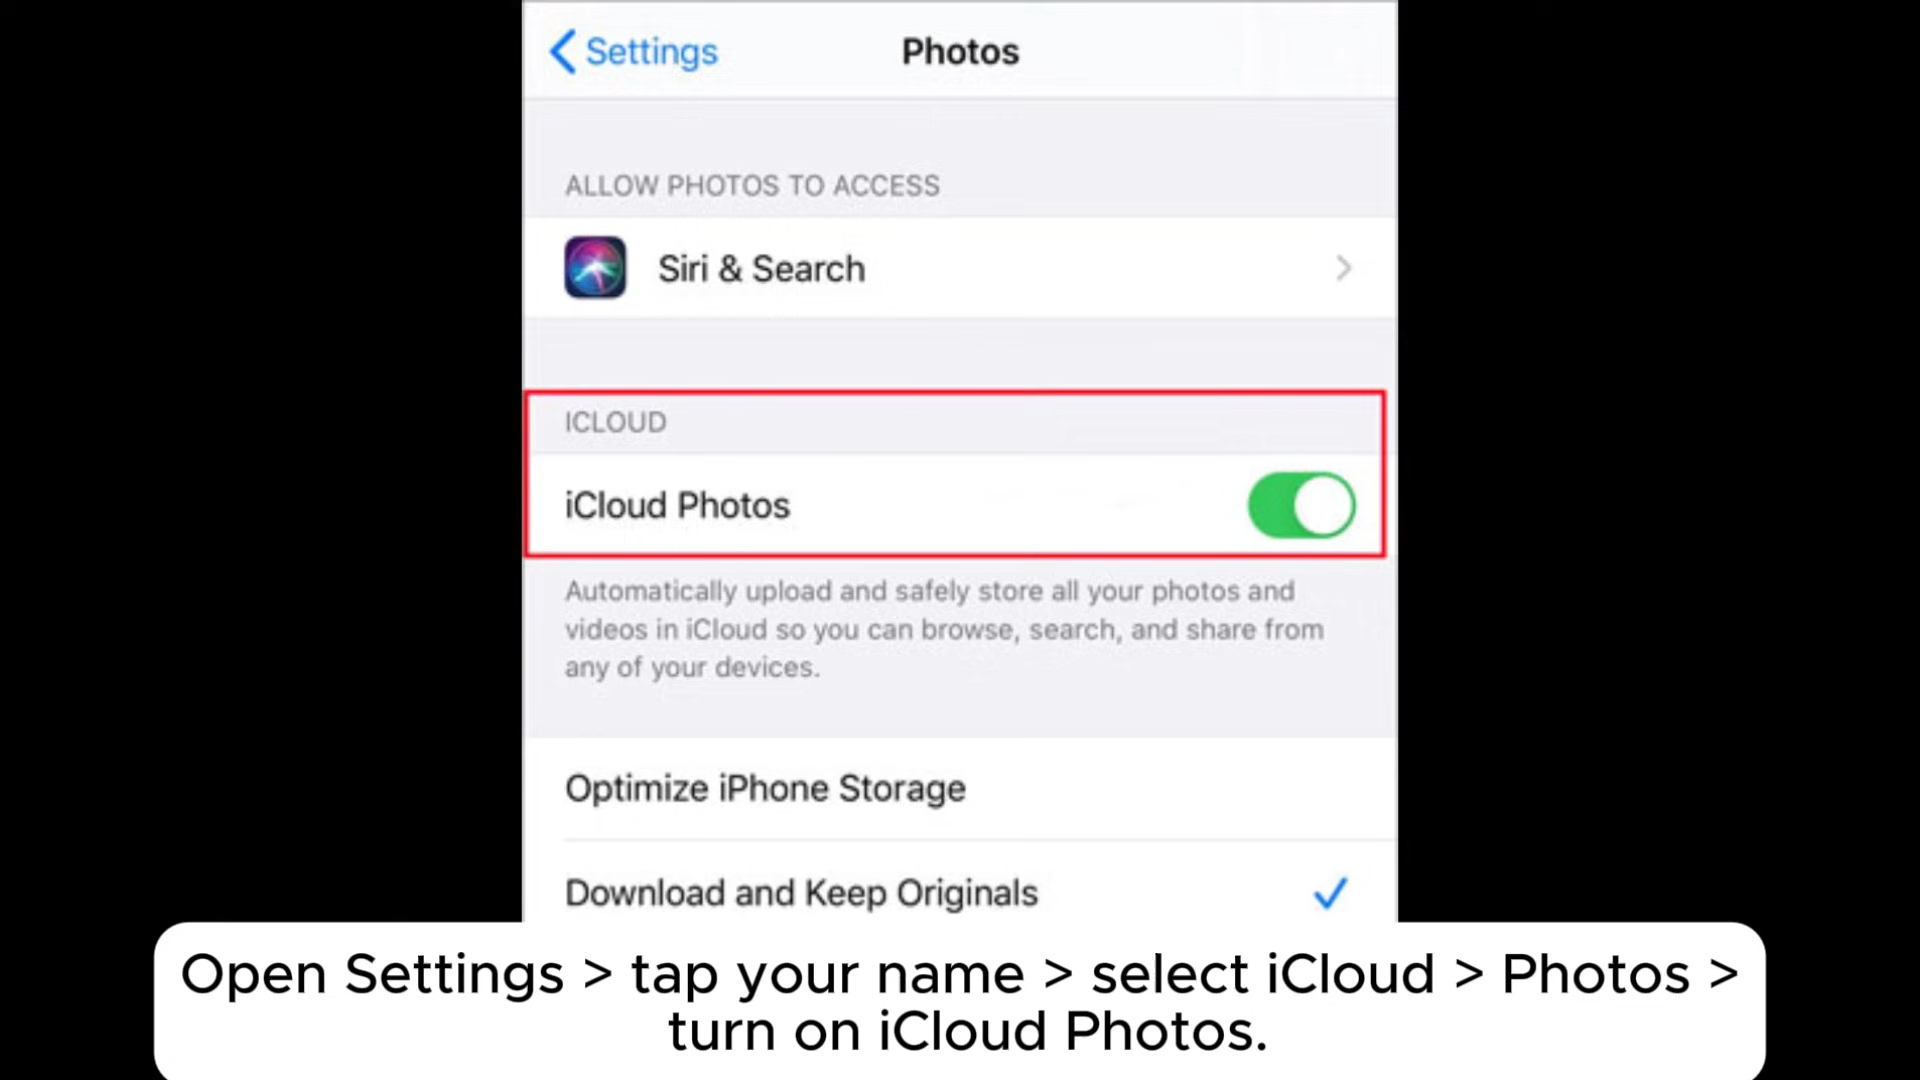 Settings
Photos
ALLOW PHOTOS TO ACCESS
Siri & Search
ICLOUD
iCloud Photos
Automatically upload and safely store all your photos and
videos in iCloud so you can browse, search, and share from
any of your devices.
Optimize iPhone Storage
Download and Keep Originals
Open Settings > tap your name > select iCloud > Photos >
turn on iCloud Photos.